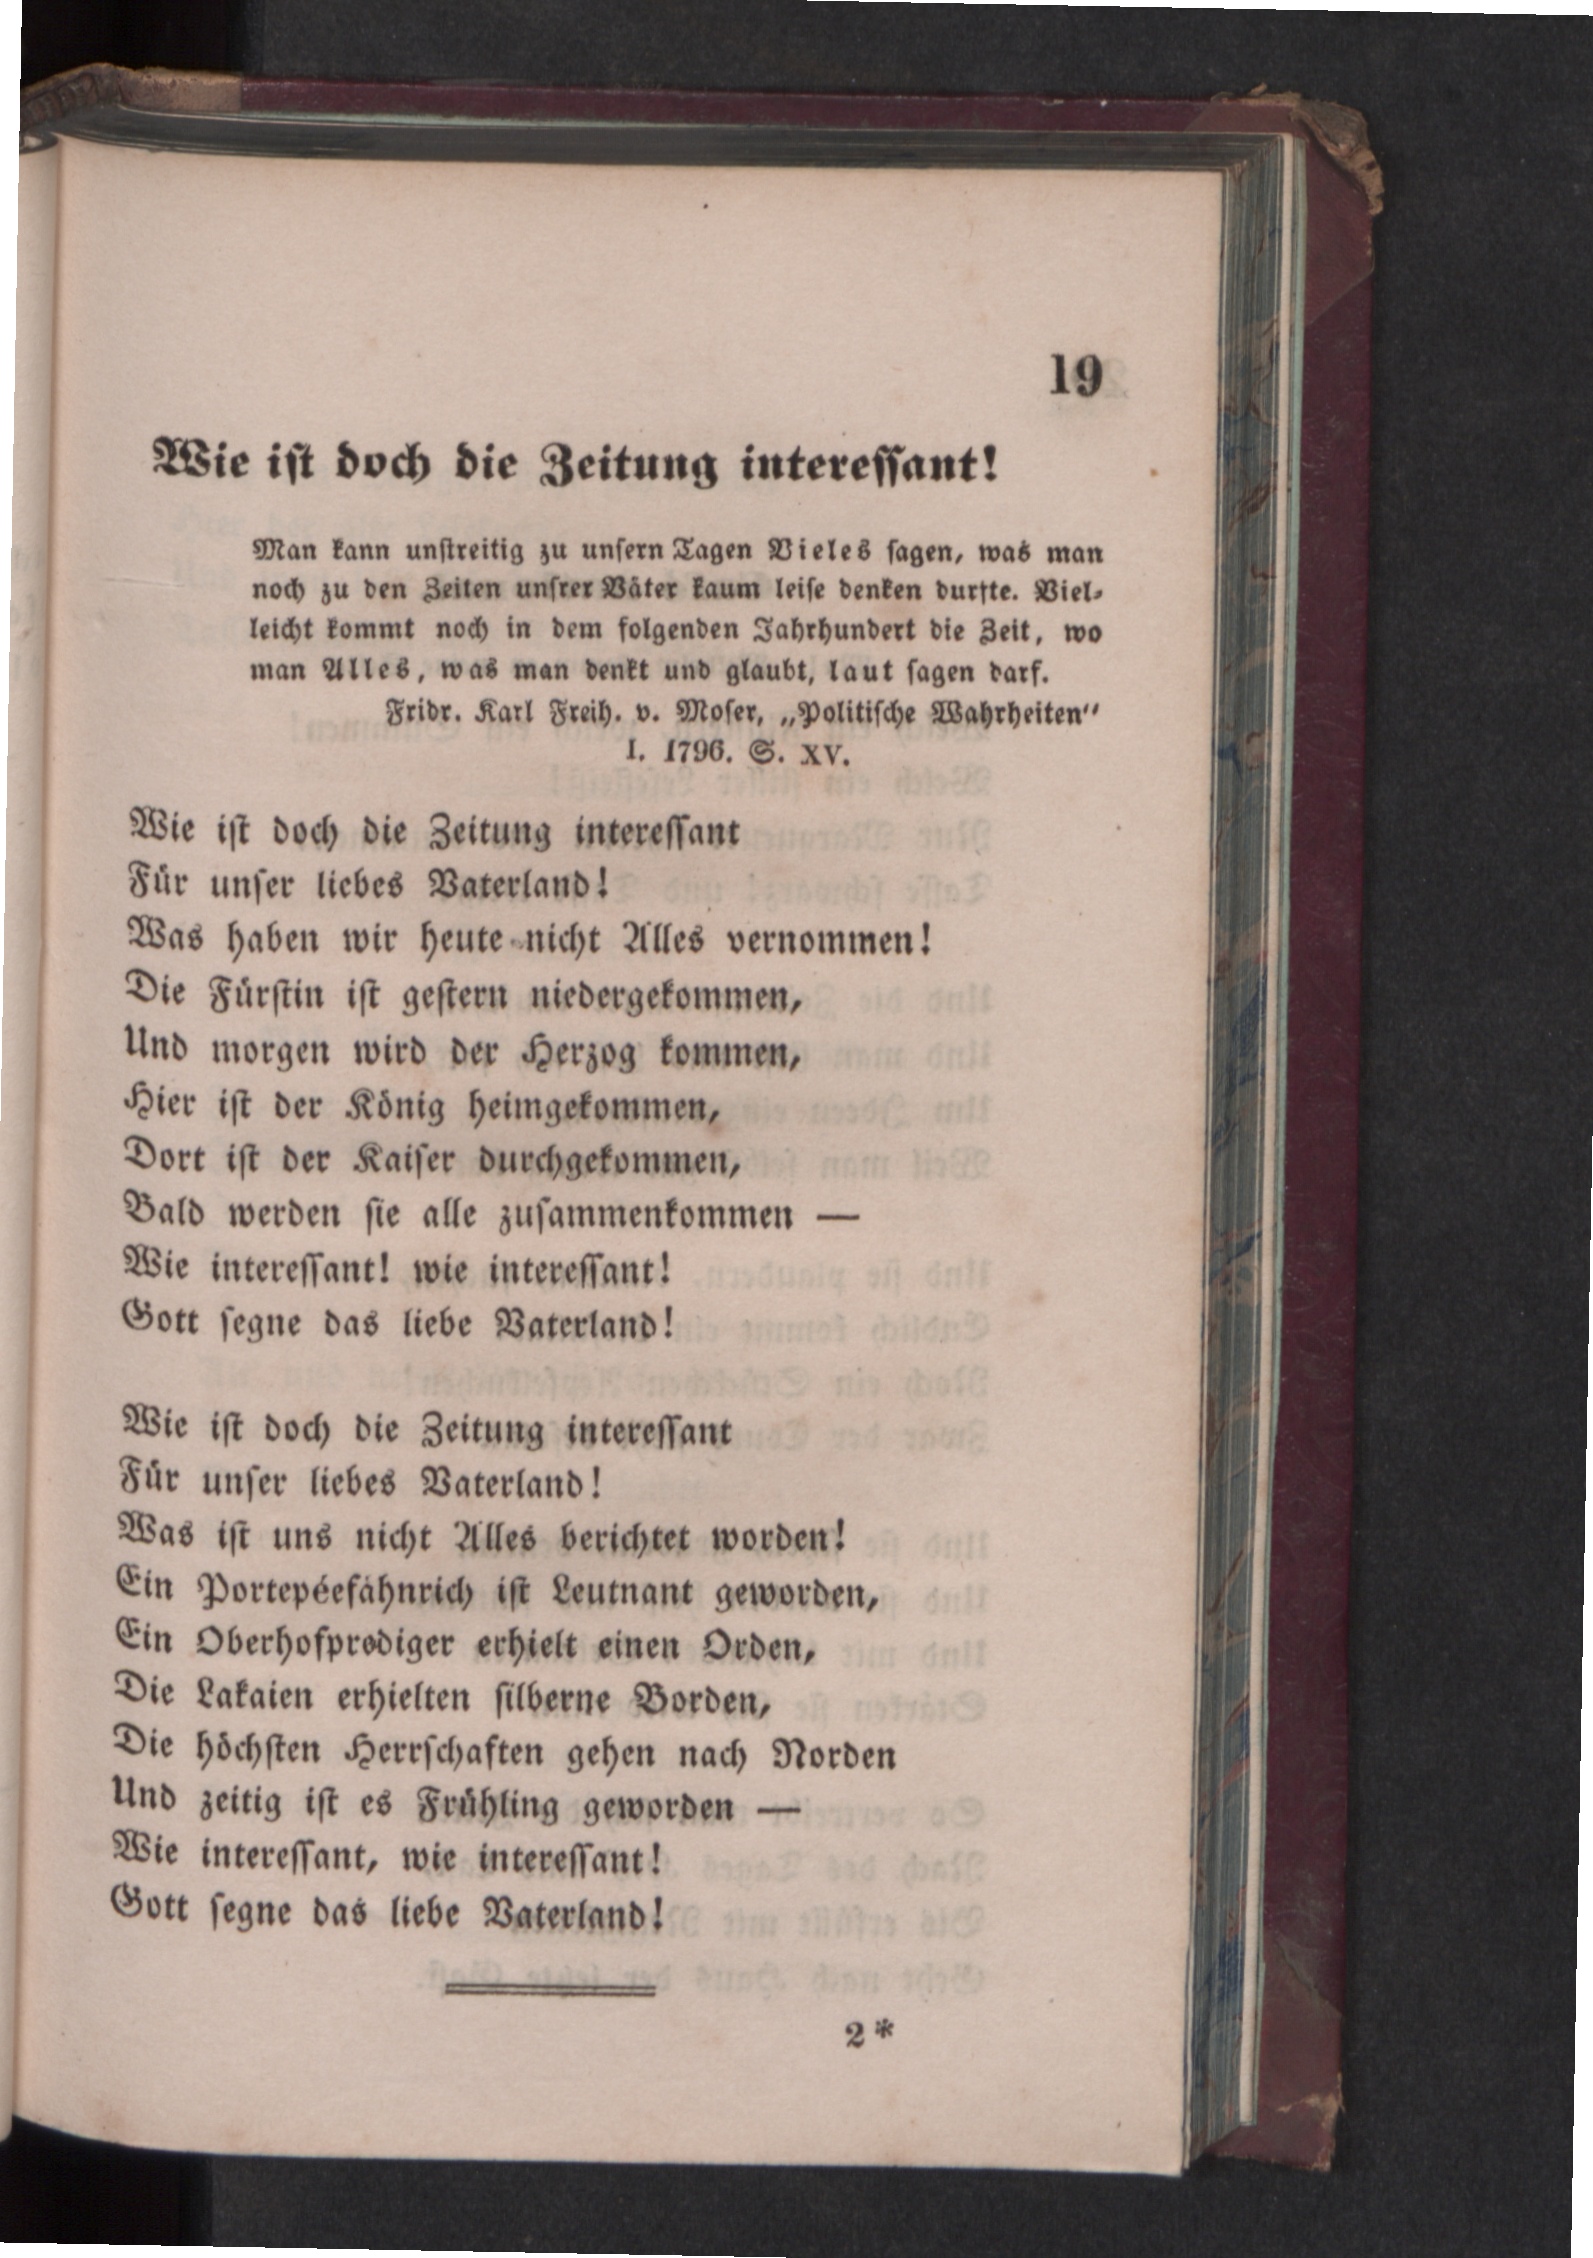 19
Wie ist doch die Zeitung interessant!
Man kann unstreitig zu unsern Tagen Vieles sagen, was man
noch zu den Zeiten unsrer Väter kaum leise denken durfte. Viel-
leicht kommt noch in dem folgenden Jahrhundert die Zeit, wo
man Alles, was man denkt und glaubt, laut sagen darf.
Fridr. Karl Freih. v. Moser, „Politische Wahrheiten“
I. 1796. S. XV.
Wie ist doch die Zeitung interessant
Für unser liebes Vaterland!
Was haben wir heute nicht Alles vernommen!
Die Fürstin ist gestern niedergekommen,
Und morgen wird der Herzog kommen,
Hier ist der König heimgekommen,
Dort ist der Kaiser durchgekommen,
Bald werden sie alle zusammenkommen —
Wie interessant! wie interessant!
Gott segne das liebe Vaterland!
Wie ist doch die Zeitung interessant
Für unser liebes Vaterland!
Was ist uns nicht Alles berichtet worden!
Ein Portepéefähnrich ist Leutnant geworden,
Ein Oberhofprediger erhielt einen Orden,
Die Lakaien erhielten silberne Borden,
Die höchsten Herrschaften gehen nach Norden
Und zeitig ist es Frühling geworden —
Wie interessant, wie interessant!
Gott segne das liebe Vaterland!
2*